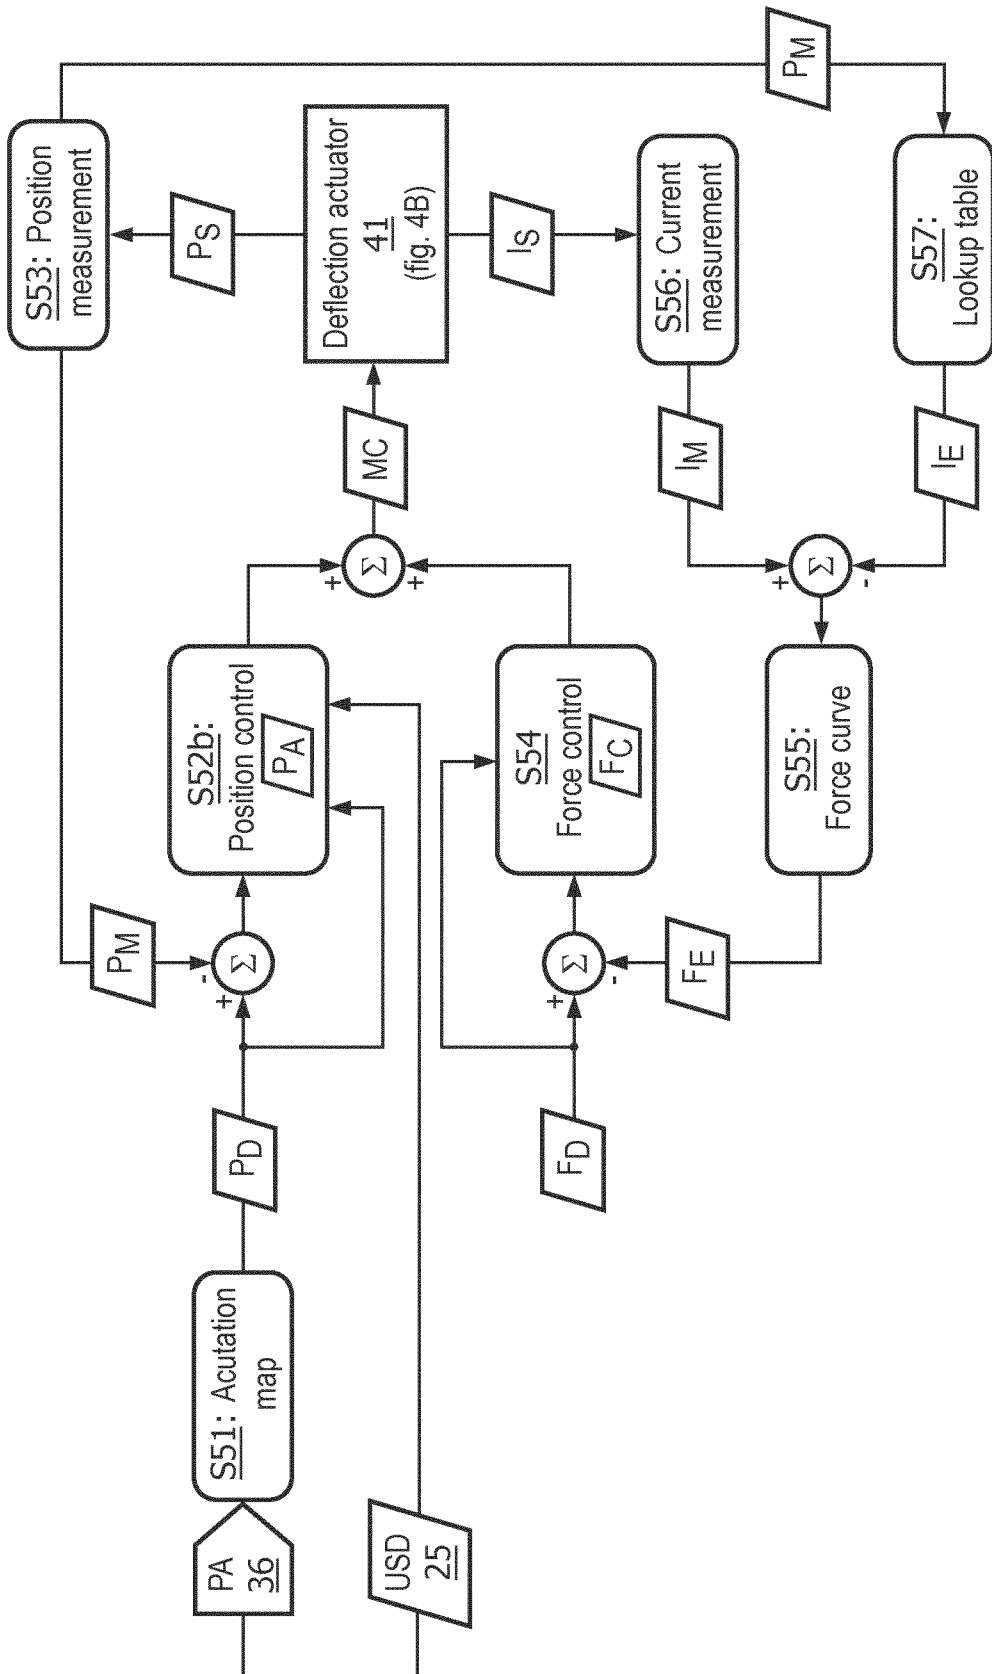 PA
36
S51: Acutation
map
PD
USD
25
PM
+
-
Σ
S52b:
Position control
PA
FD
+
-
Σ
FE
S54
Force control
FC
+
+
Σ
MC
S53: Position
measurement
PS
Deflection actuator
41
(fig. 4B)
IS
S56: Current
measurement
IM
PM
S57:
Lookup table
IE
+
-
Σ
S55:
Force curve